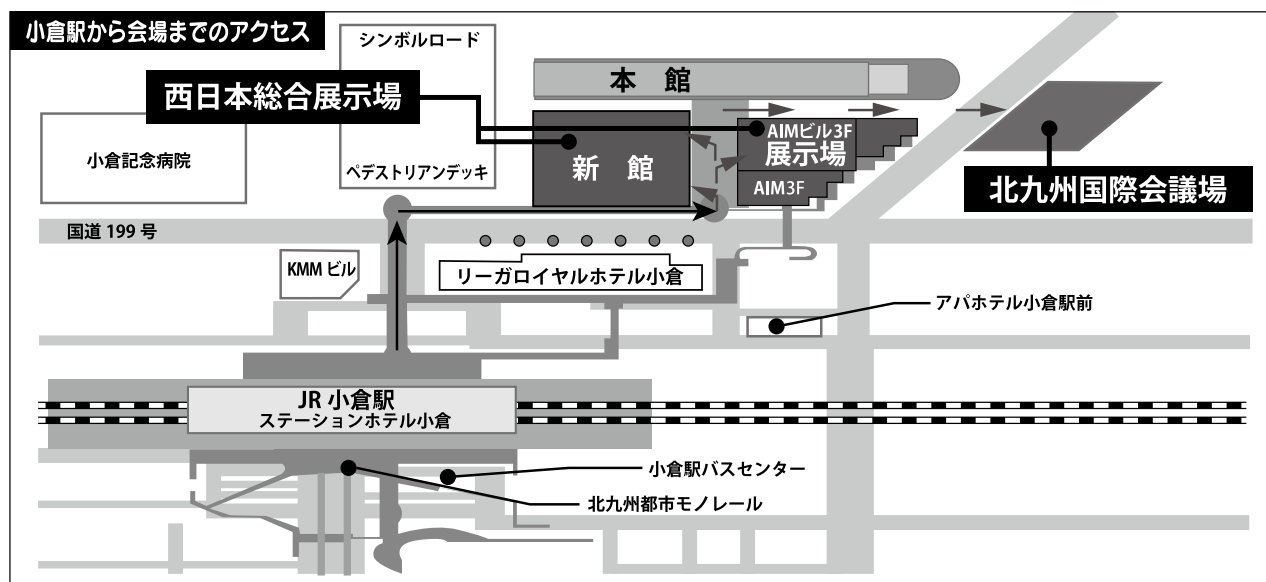 小倉駅から会場までのアクセス
シンボルロード
本 館
西日本総合展示場
AIMビル3F
展示場
小倉記念病院
新 館
ペデストリアンデッキ
AIM3F
北九州国際会議場
国道 199 号
KMM ビル
リーガロイヤルホテル小倉
アパホテル小倉駅前
JR 小倉駅
ステーションホテル小倉
小倉駅バスセンター
北九州都市モノレール